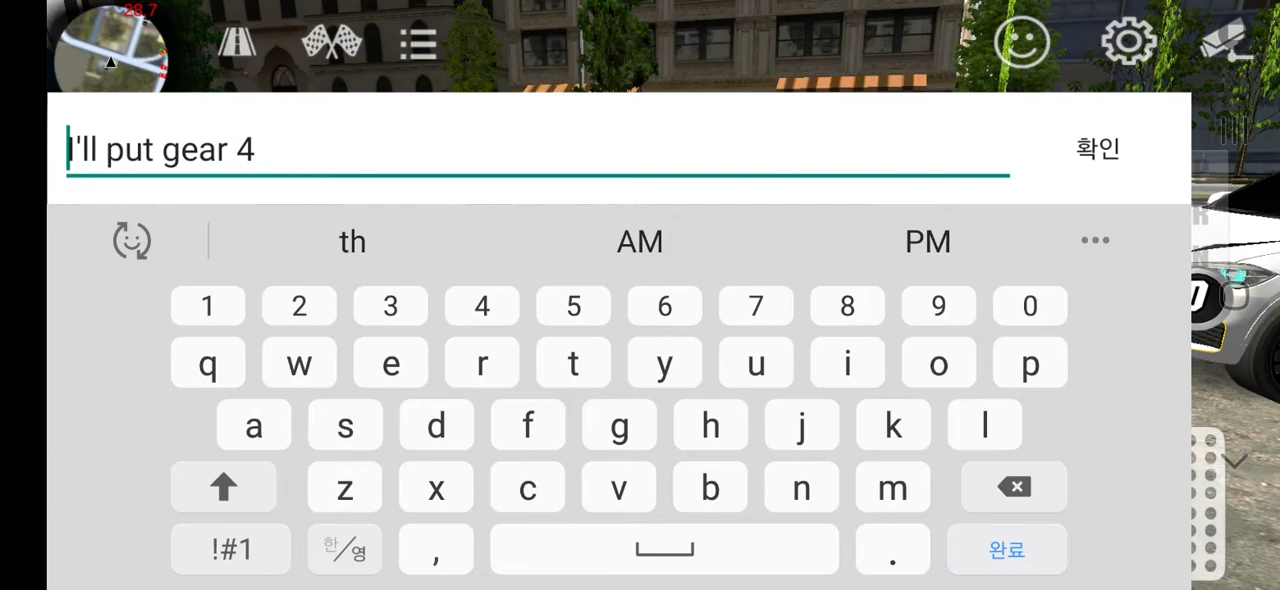 28.7
I'll put gear 4
확인
th AM PM
1 2 3 4 5 6 7 8 9 0
q w e r t y u i o p
a s d f g h j k l
z x c v b n m
!#1 한/영 , . 완료